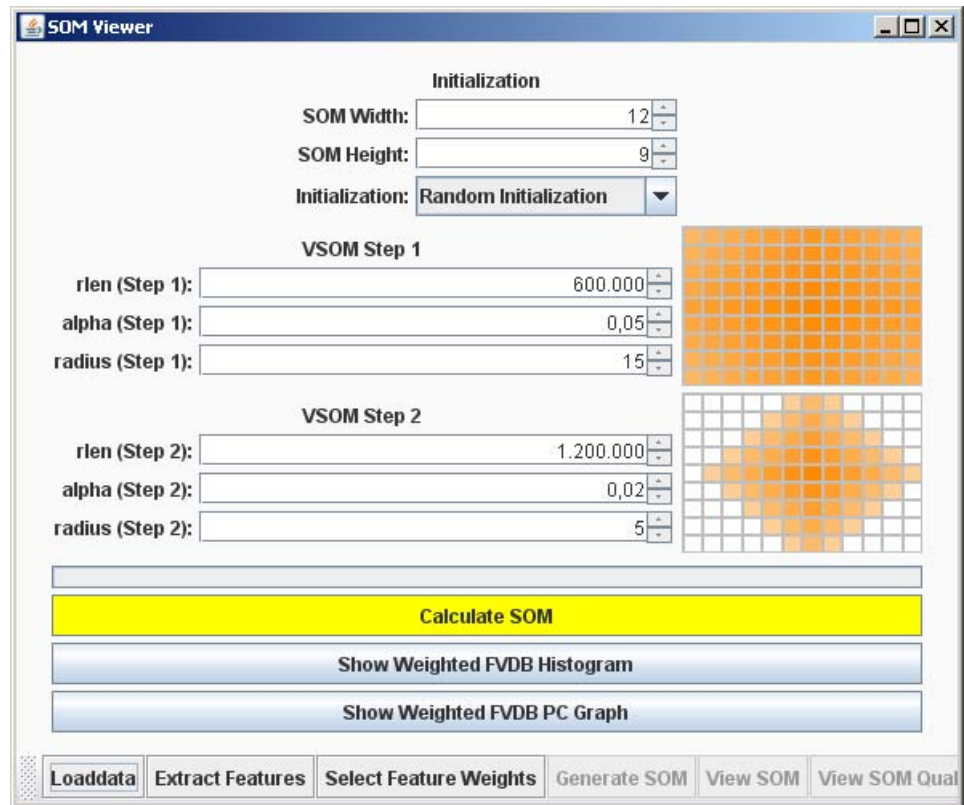 SOM Viewer
Initialization
SOM Width: 12
SOM Height: 9
Initialization: Random Initialization
VSOM Step 1
rlen (Step 1): 600.000
alpha (Step 1): 0,05
radius (Step 1): 15
VSOM Step 2
rlen (Step 2): 1.200.000
alpha (Step 2): 0,02
radius (Step 2): 5
Calculate SOM
Show Weighted FVDB Histogram
Show Weighted FVDB PC Graph
Loaddata Extract Features Select Feature Weights Generate SOM View SOM View SOM Qual